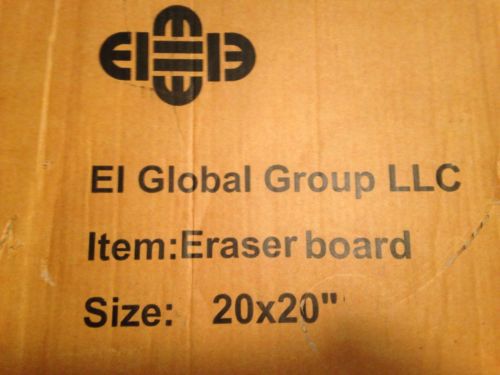 EI Global Group LLC
Item:Eraser board
Size: 20x20"